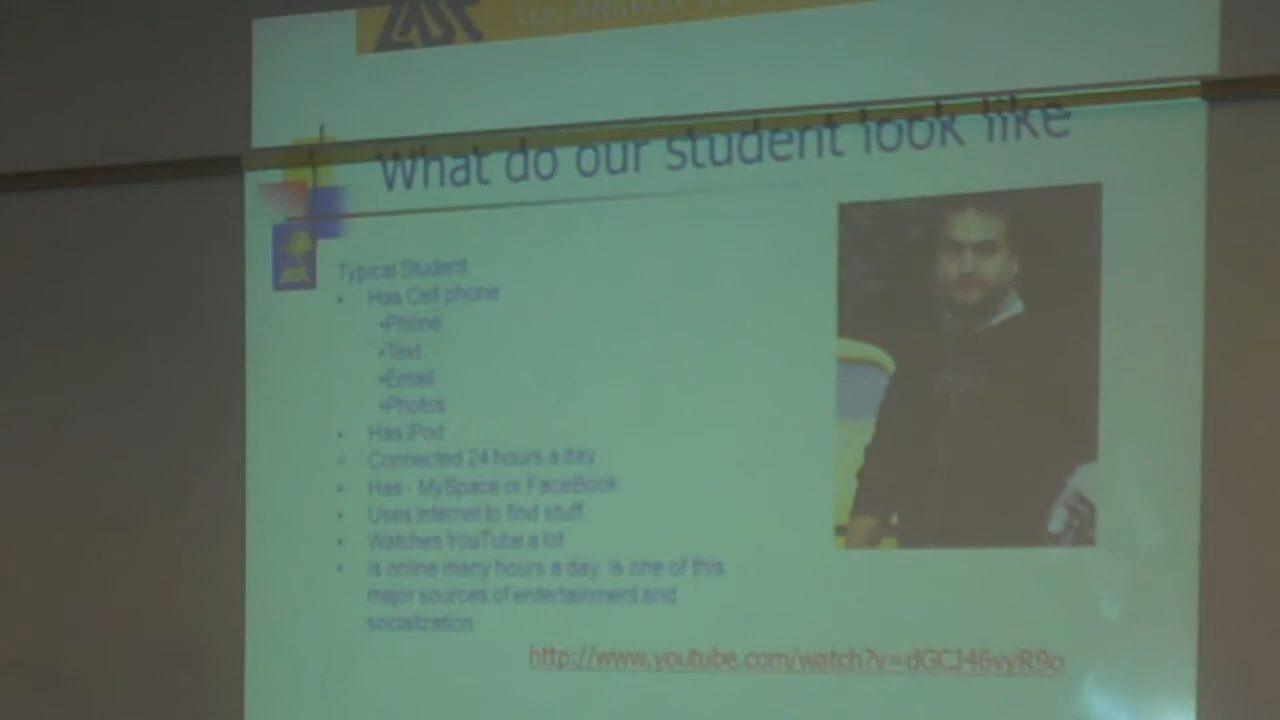 LOS ANGELES
What do our student look like
Typical Student
• Has Cell phone
•Phone
•Text
•Email
•Photos
• Has iPod
• Connected 24 hours a day
• Has - MySpace or FaceBook
• Uses internet to find stuff
• Watches YouTube a lot
• Is online many hours a day, is one of this
major sources of entertainment and
socialization
http://www.youtube.com/watch?v=dGCJ46vyR9o